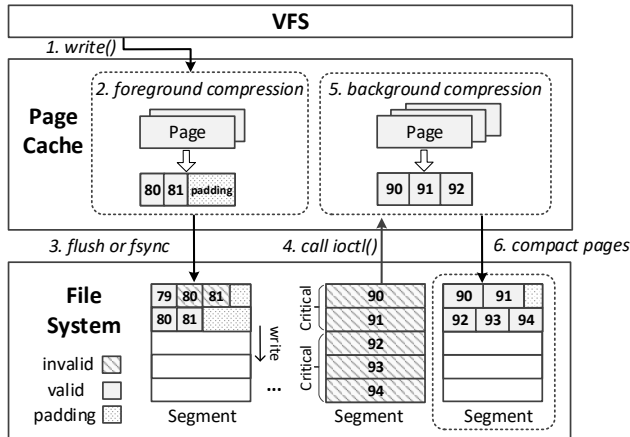 VFS
1. write()
Page
Cache
2. foreground compression
Page
80 81 padding
5. background compression
Page
90 91 92
3. flush or fsync
4. call ioctl()
6. compact pages
File
System
invalid
valid
padding
79 80 81
80 81
write
...
Segment
Critical
Critical
90
91
92
93
94
Segment
90 91
92 93 94
Segment